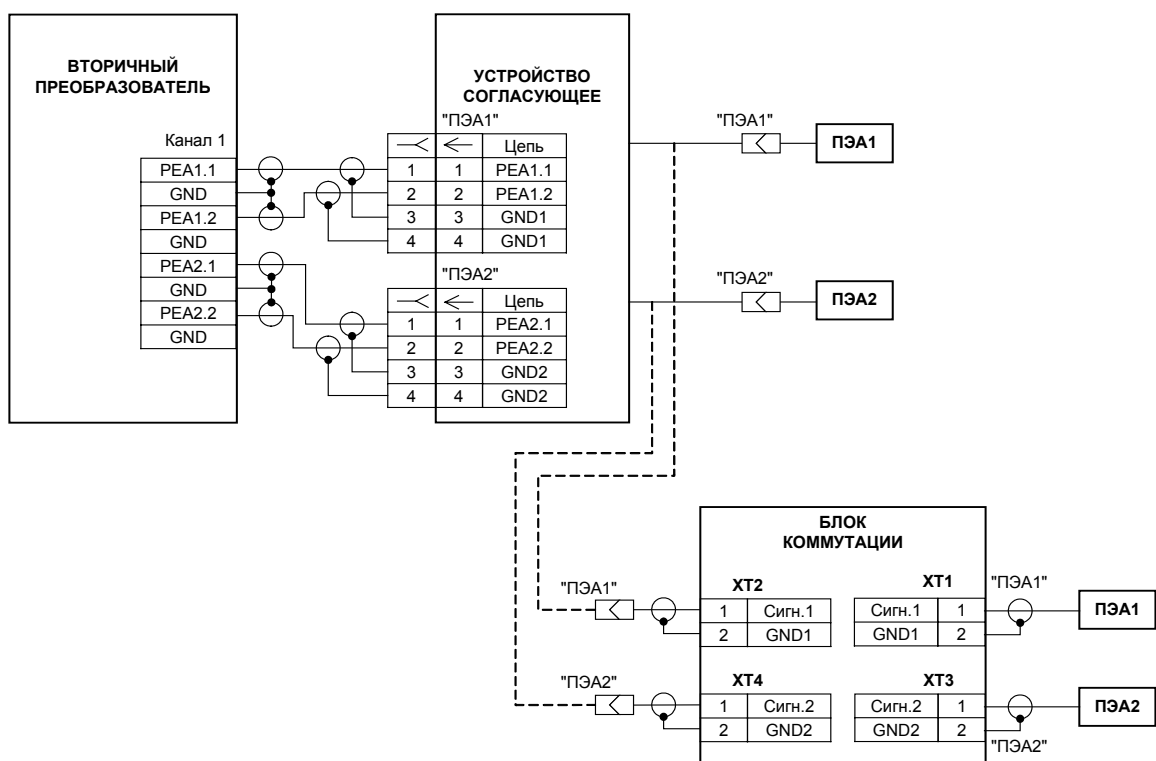 ВТОРИЧНЫЙ
ПРЕОБРАЗОВАТЕЛЬ
Канал 1
PEA1.1
GND
PEA1.2
GND
PEA2.1
GND
PEA2.2
GND
УСТРОЙСТВО
СОГЛАСУЮЩЕЕ
"ПЭА1"
Цепь
1 1 PEA1.1
2 2 PEA1.2
3 3 GND1
4 4 GND1
"ПЭА2"
Цепь
1 1 PEA2.1
2 2 PEA2.2
3 3 GND2
4 4 GND2
"ПЭА1"
ПЭА1
"ПЭА2"
ПЭА2
БЛОК
КОММУТАЦИИ
"ПЭА1"
XT2
1 Сигн.1
2 GND1
XT1
Сигн.1 1
GND1 2
"ПЭА1"
ПЭА1
"ПЭА2"
XT4
1 Сигн.2
2 GND2
XT3
Сигн.2 1
GND2 2
"ПЭА2"
ПЭА2